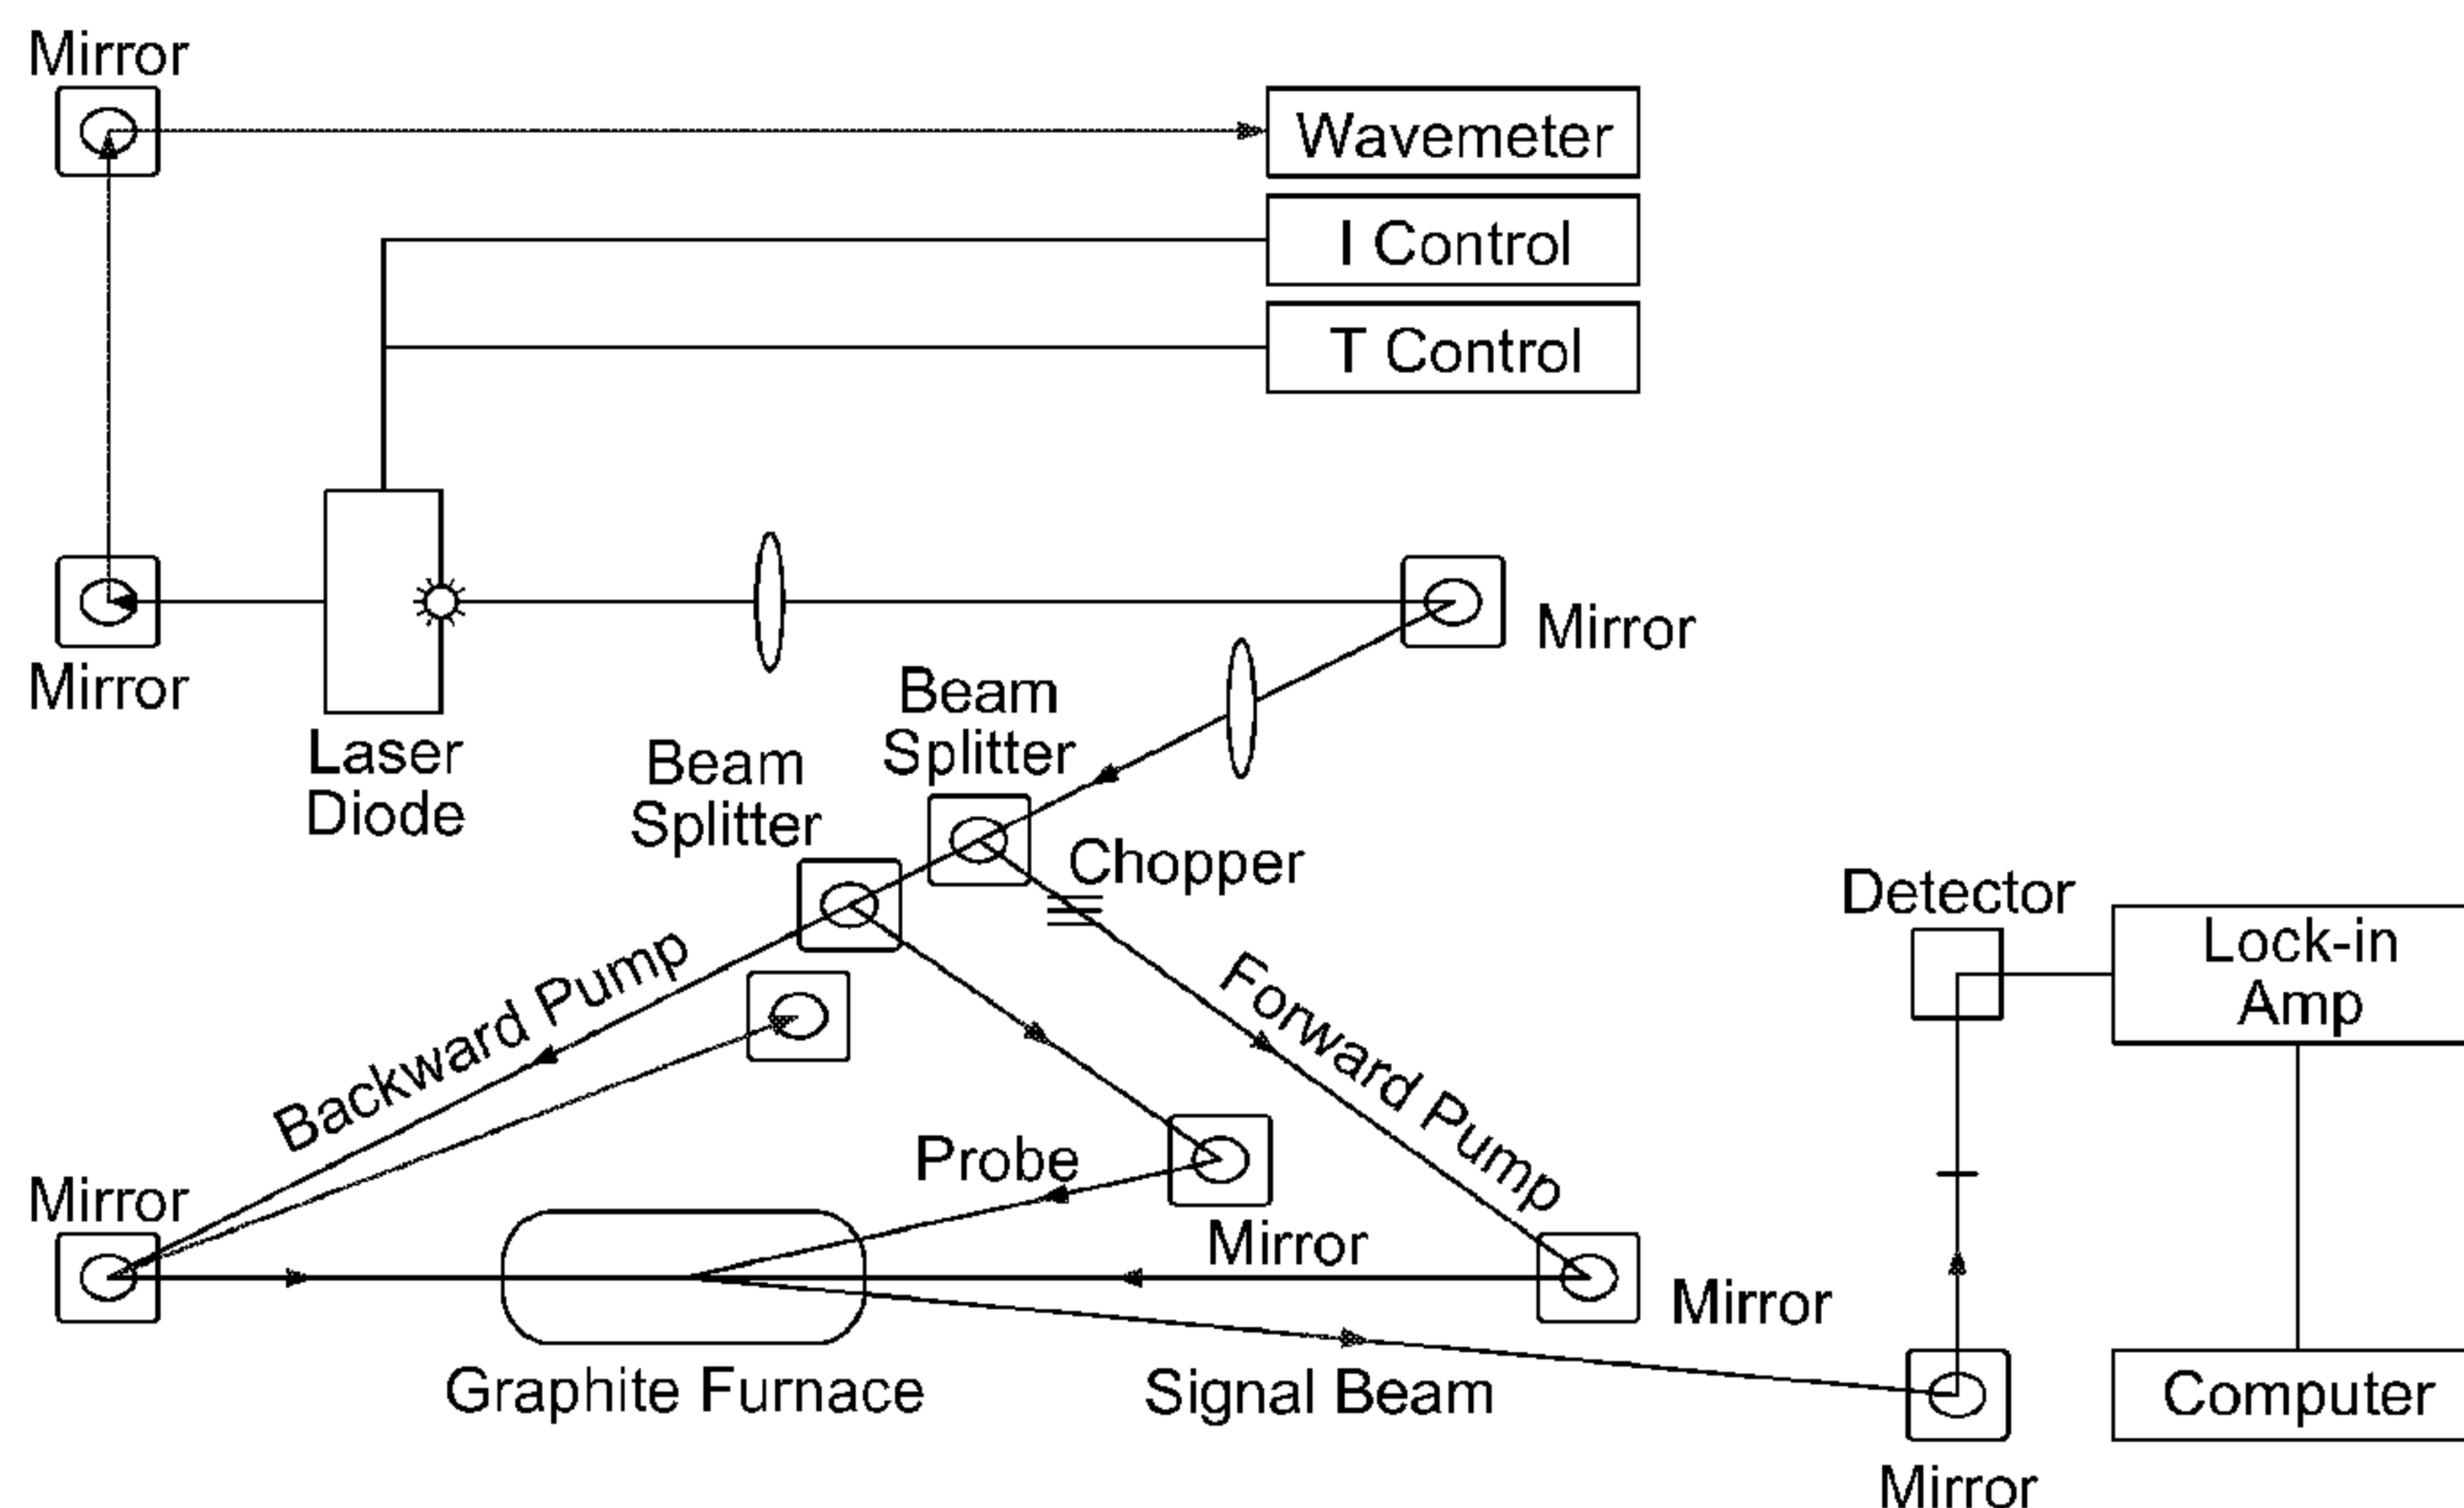 Mirror
Wavemeter
I Control
T Control
Mirror
Mirror
Laser
Diode
Beam
Splitter
Beam
Splitter
Chopper
Detector
Lock-in
Amp
Backward Pump
Forward Pump
Probe
Mirror
Mirror
Mirror
Graphite Furnace
Signal Beam
Computer
Mirror